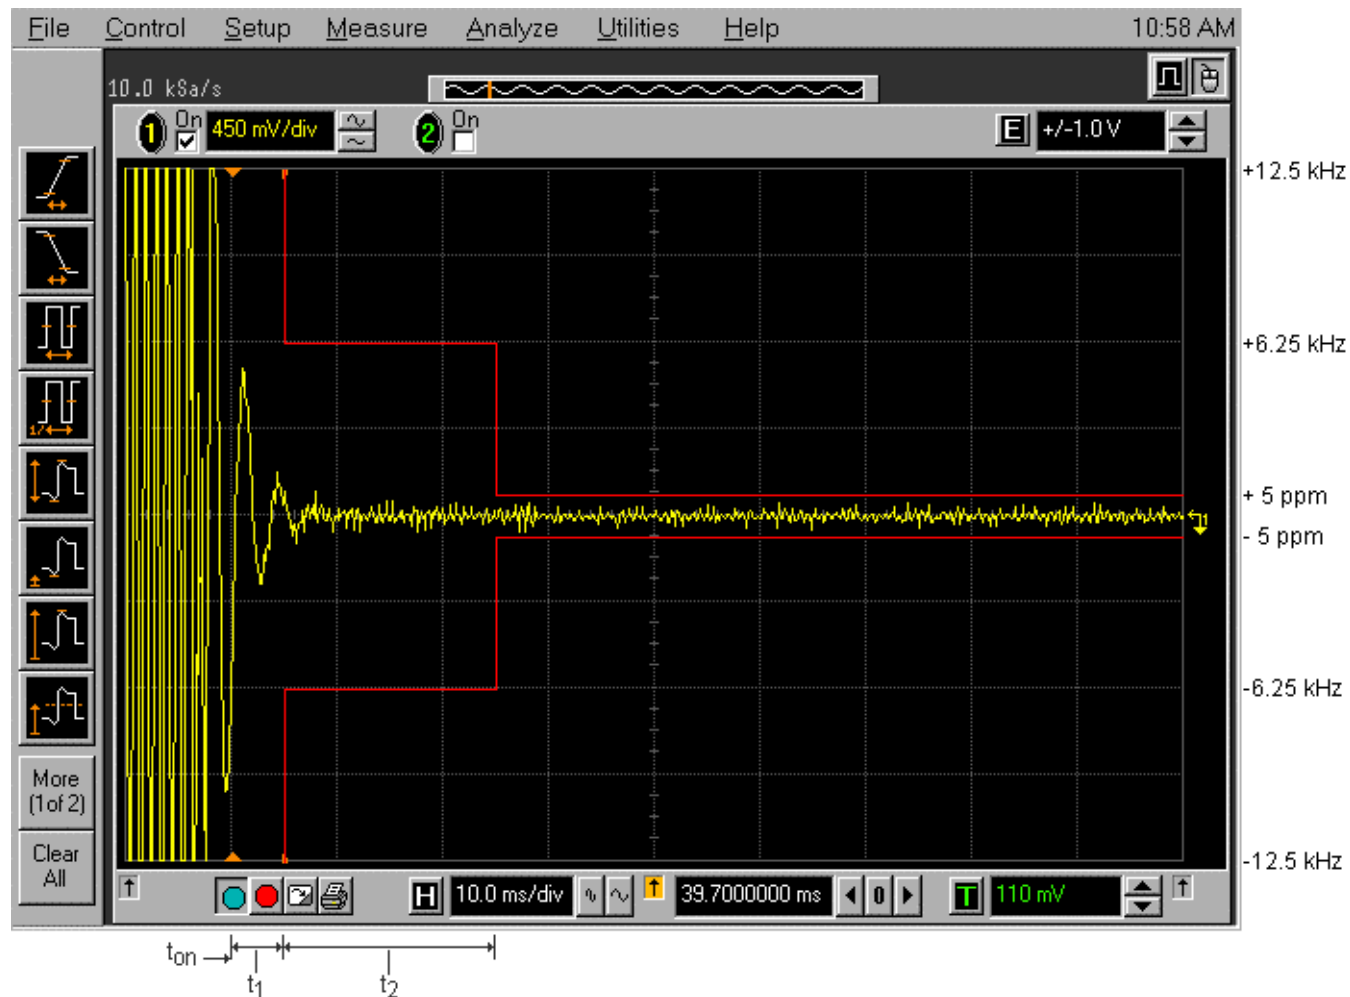 File Control Setup Measure Analyze Utilities Help 10:58 AM
10.0 kSa/s
1 On 450 mV/div 2 On E +/-1.0 V
+12.5 kHz
+6.25 kHz
+ 5 ppm
- 5 ppm
-6.25 kHz
-12.5 kHz
1/
More
(1of 2)
Clear
All
H 10.0 ms/div 39.7000000 ms 0 T 110 mV
ton
t1
t2